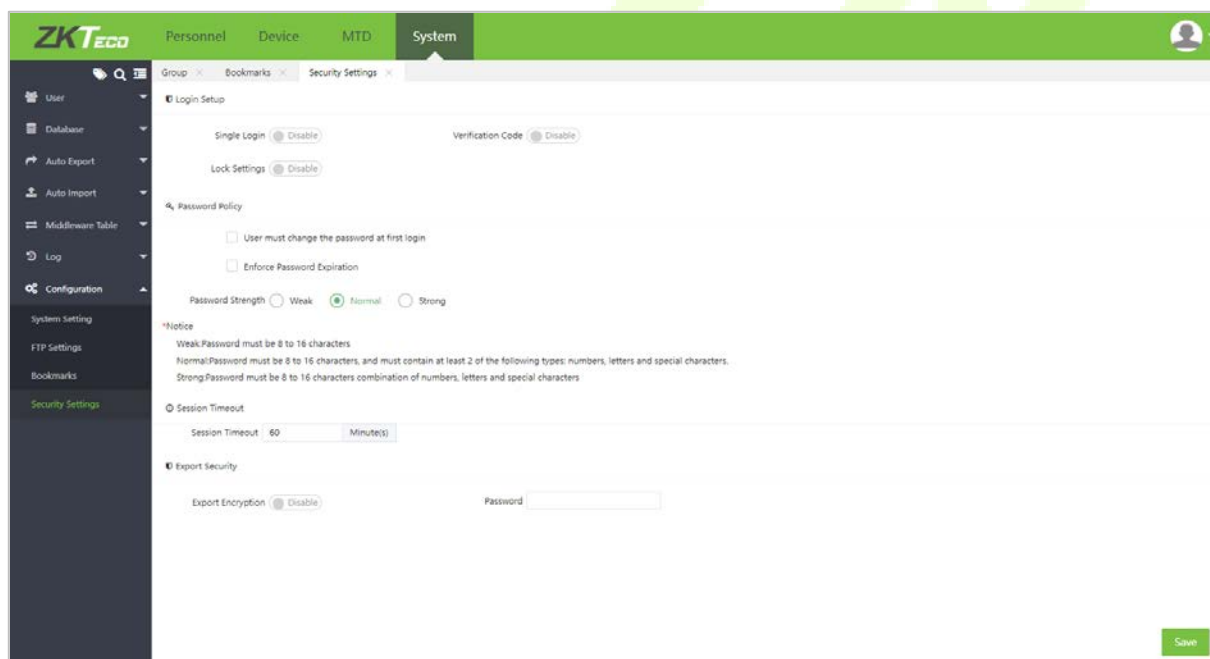 ZKTeco Personnel Device MTD System
Group × Bookmarks × Security Settings ×
User
Database
Auto Export
Auto Import
Middleware Table
Log
Configuration
System Setting
FTP Settings
Bookmarks
Security Settings
Login Setup
Single Login Disable Verification Code Disable
Lock Settings Disable
Password Policy
User must change the password at first login
Enforce Password Expiration
Password Strength Weak Normal Strong
*Notice
Weak:Password must be 8 to 16 characters
Normal:Password must be 8 to 16 characters, and must contain at least 2 of the following types: numbers, letters and special characters.
Strong:Password must be 8 to 16 characters combination of numbers, letters and special characters
Session Timeout
Session Timeout 60 Minute(s)
Export Security
Export Encryption Disable Password
Save